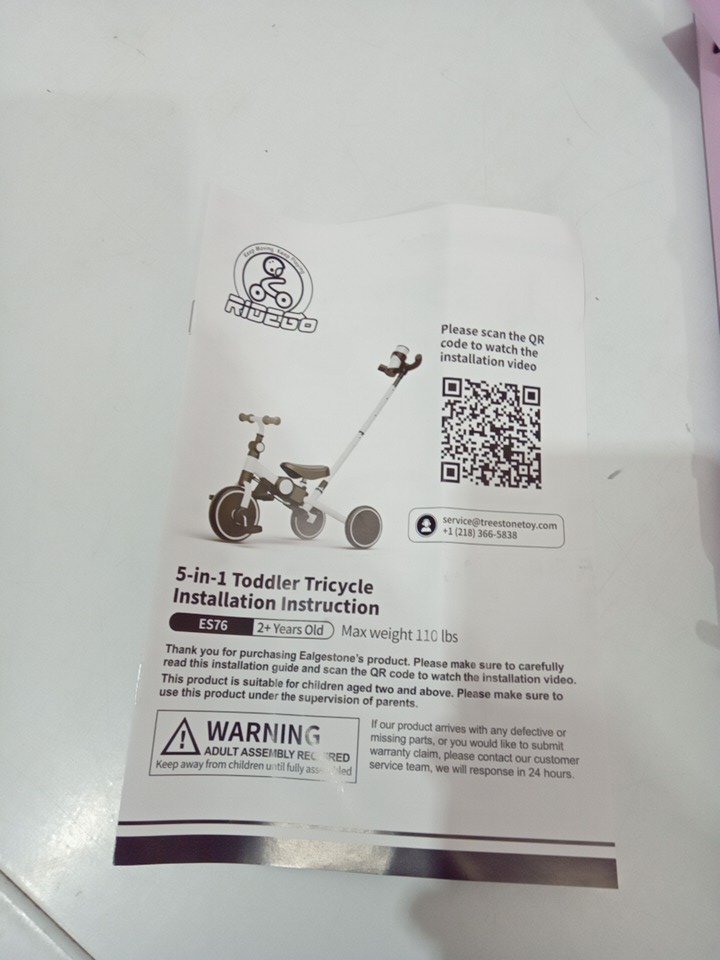 Keep Moving, Keep Playing
RiDE2GO
Please scan the QR
code to watch the
installation video
service@treestonetoy.com
+1 (218) 366-5838
5-in-1 Toddler Tricycle
Installation Instruction
ES76
2+ Years Old
Max weight 110 lbs
Thank you for purchasing Ealgestone's product. Please make sure to carefully
read this installation guide and scan the QR code to watch the installation video.
This product is suitable for children aged two and above. Please make sure to
use this product under the supervision of parents.
WARNING
ADULT ASSEMBLY REQUIRED
Keep away from children until fully assembled
If our product arrives with any defective or
missing parts, or you would like to submit
warranty claim, please contact our customer
service team, we will response in 24 hours.